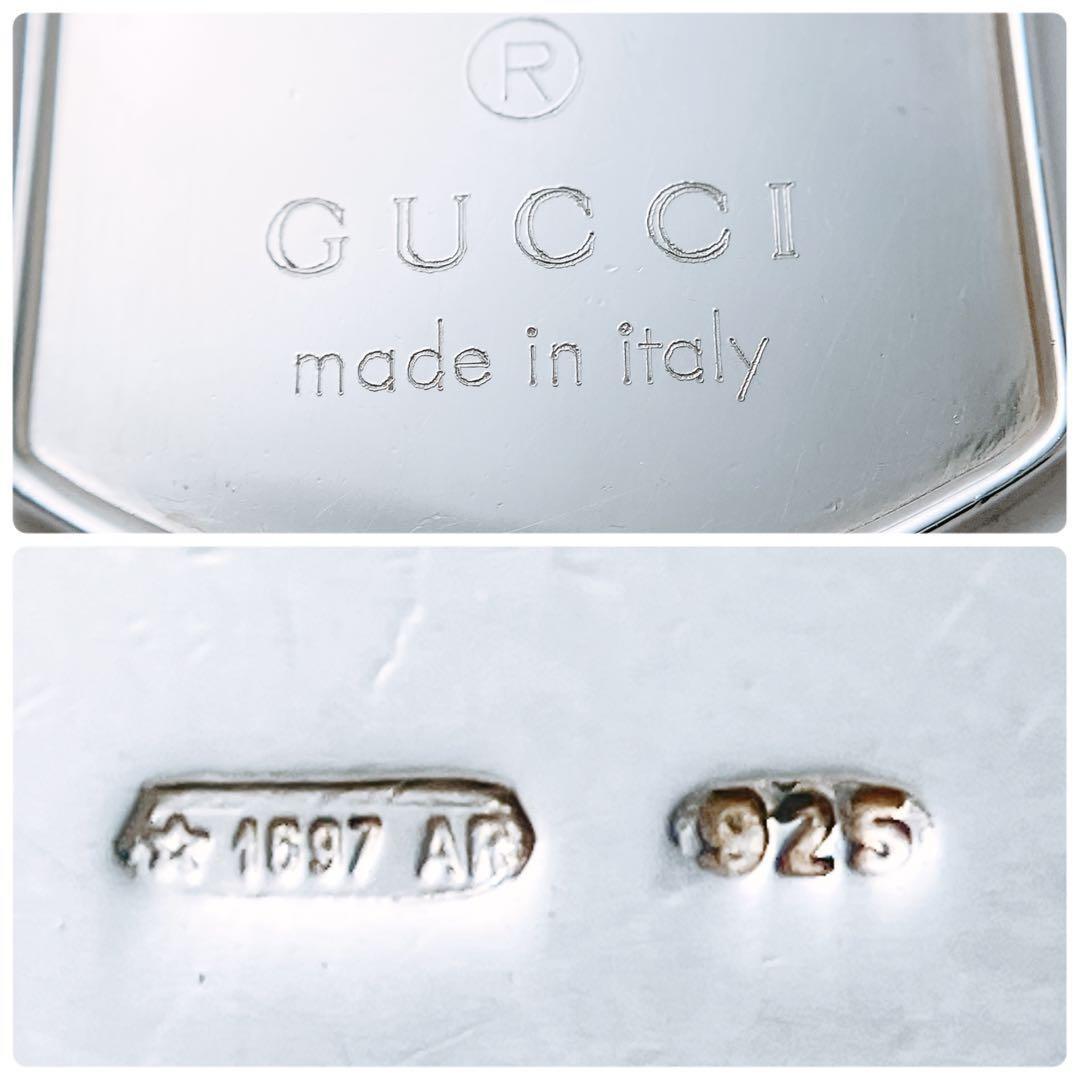 ®
GUCCI
made in italy
☆ 1697 AR 925